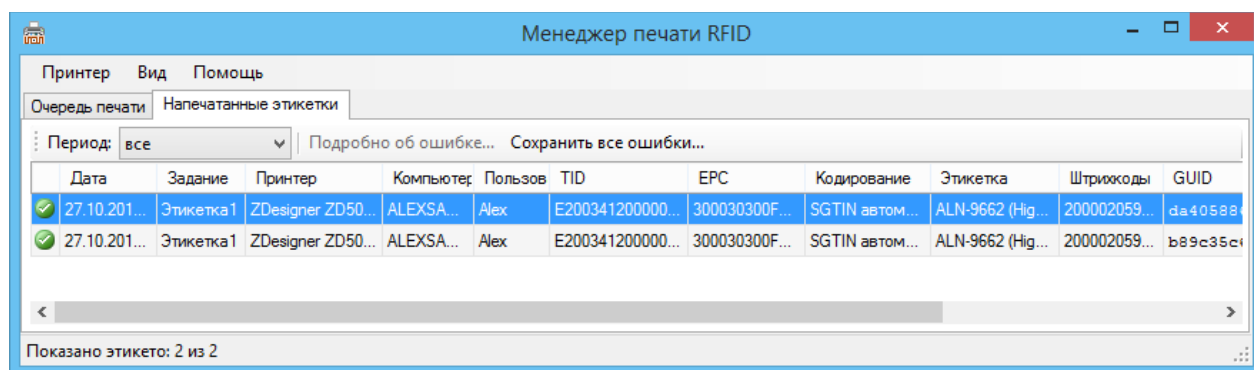 Менеджер печати RFID
Принтер Вид Помощь
Очередь печати Напечатанные этикетки
Период: все Подробно об ошибке... Сохранить все ошибки...
Дата Задание Принтер Компьютер Пользов TID EPC Кодирование Этикетка Штрихкоды GUID
27.10.201... Этикетка1 ZDesigner ZD50... ALEXSA... Alex E200341200000... 300030300F... SGTIN автом... ALN-9662 (Hig... 200002059... da40588
27.10.201... Этикетка1 ZDesigner ZD50... ALEXSA... Alex E200341200000... 300030300F... SGTIN автом... ALN-9662 (Hig... 200002059... b89c35c
Показано этикето: 2 из 2